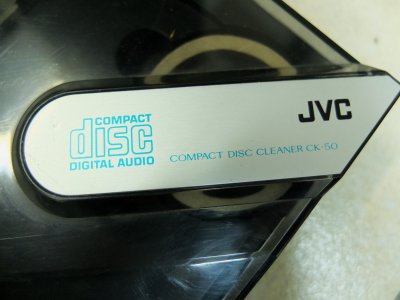 COMPACT
disc
DIGITAL AUDIO
COMPACT DISC CLEANER CK-50
JVC